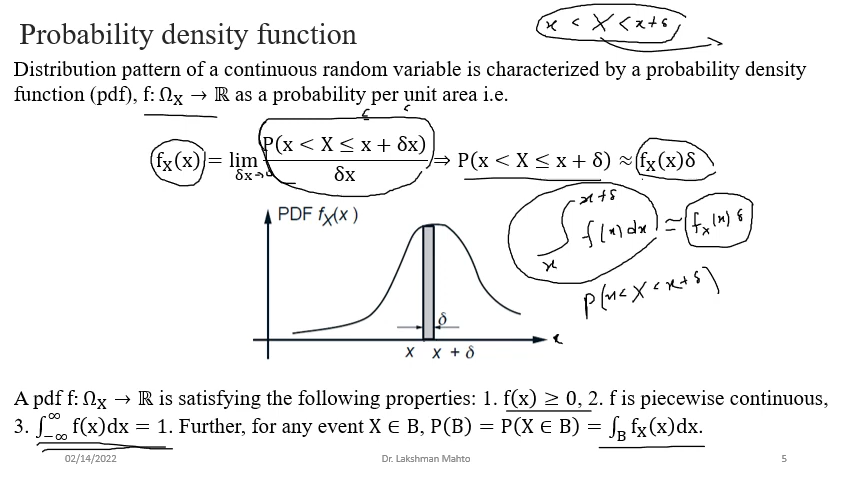 Probability density function
x < X < x+δ
Distribution pattern of a continuous random variable is characterized by a probability density
function (pdf), f: Ω_X → ℝ as a probability per unit area i.e.
f_X(x) = lim_{δx→0} P(x < X ≤ x + δx) / δx ⇒ P(x < X ≤ x + δ) ≈ f_X(x)δ
∫_x^{x+δ} f(x)dx ≈ f_X(x) δ
P(x < X < x+δ)
PDF f_X(x)
δ
x
x x + δ
A pdf f: Ω_X → ℝ is satisfying the following properties: 1. f(x) ≥ 0, 2. f is piecewise continuous,
3. ∫_{−∞}^{∞} f(x)dx = 1. Further, for any event X ∈ B, P(B) = P(X ∈ B) = ∫_B f_X(x)dx.
02/14/2022 Dr. Lakshman Mahto 5